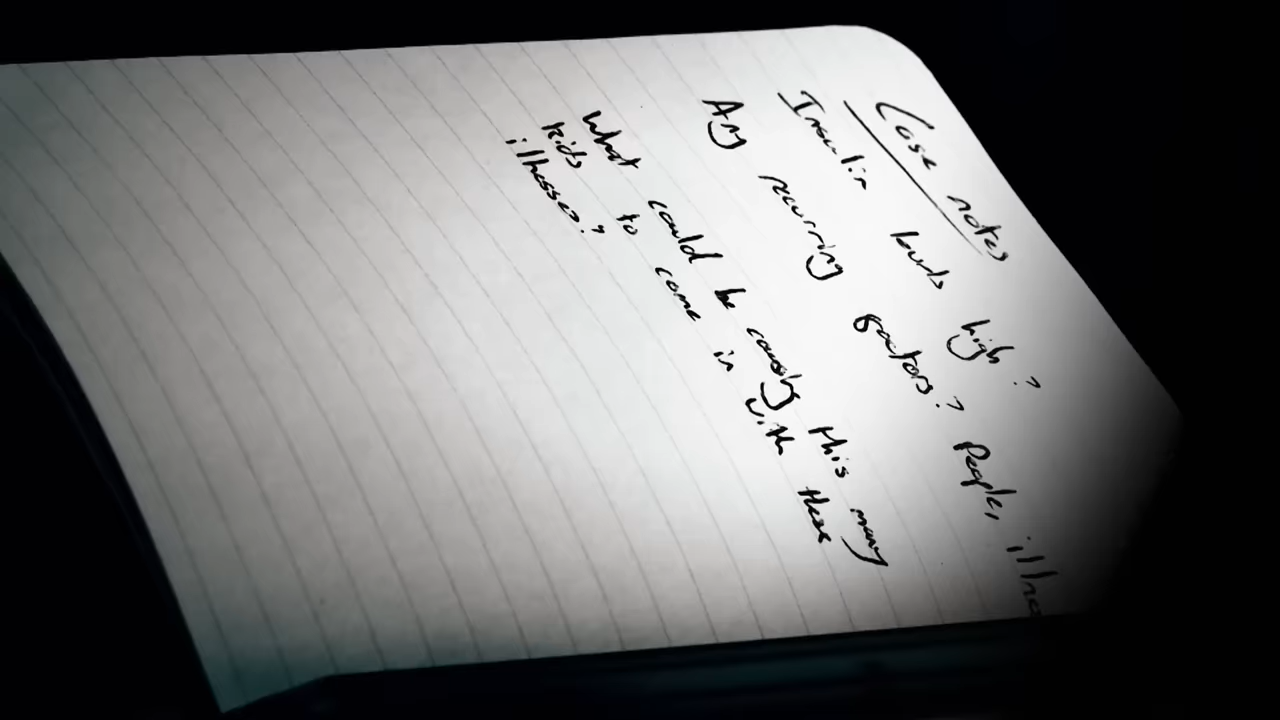 Case notes
Insulin levels high?
Any recurring factors? People, illne
What could be causing this many
kids to come in with these
illnesses?